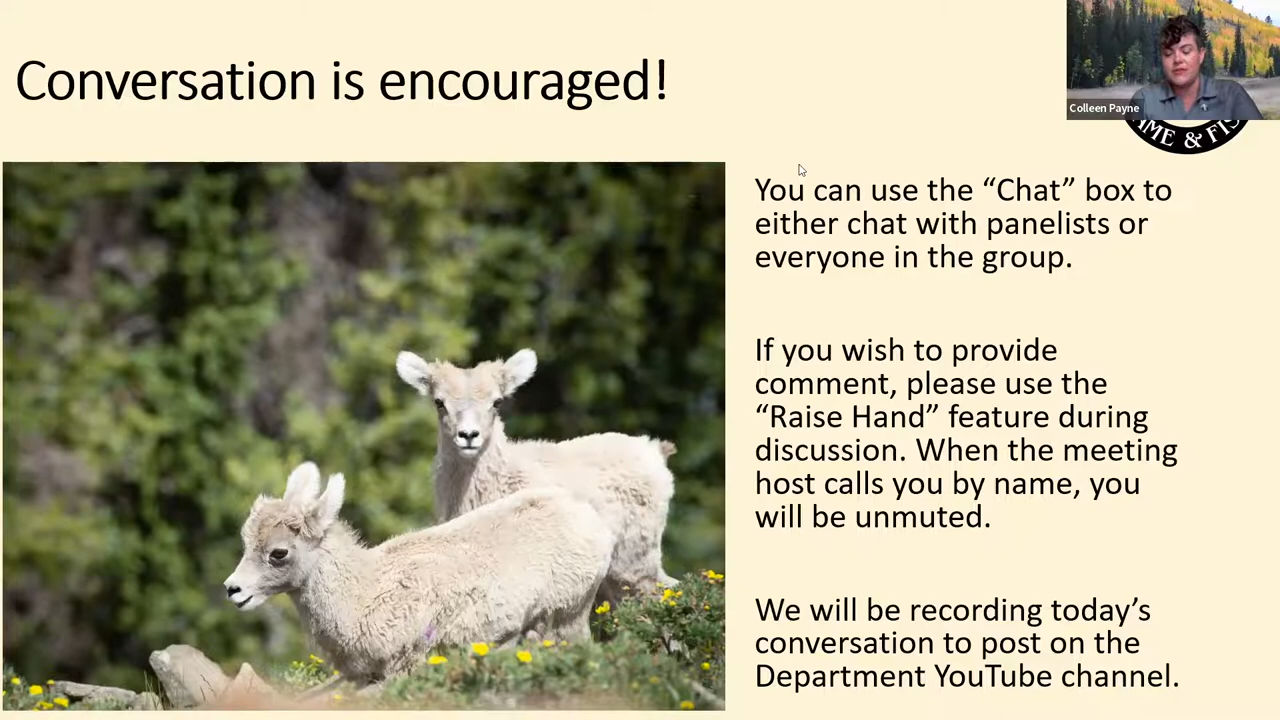 Conversation is encouraged!
Colleen Payne
AME & FIS
You can use the “Chat” box to
either chat with panelists or
everyone in the group.
If you wish to provide
comment, please use the
“Raise Hand” feature during
discussion. When the meeting
host calls you by name, you
will be unmuted.
We will be recording today’s
conversation to post on the
Department YouTube channel.